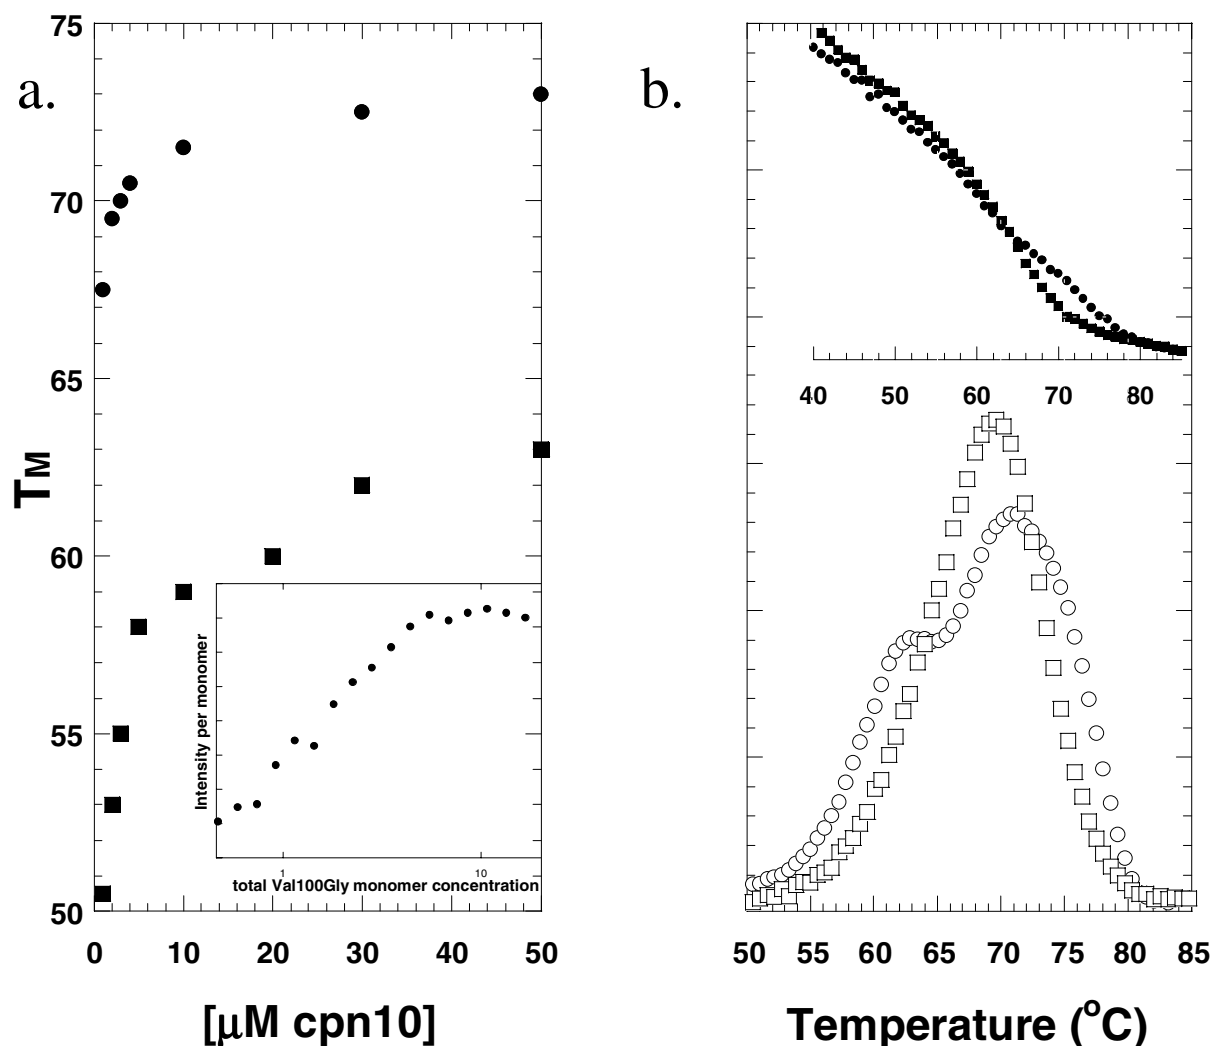 a.
75
70
65
60
55
50
TM
0 10 20 30 40 50
[μM cpn10]
Intensity per monomer
1 10
total Val100Gly monomer concentration
b.
40 50 60 70 80
50 55 60 65 70 75 80 85
Temperature (oC)